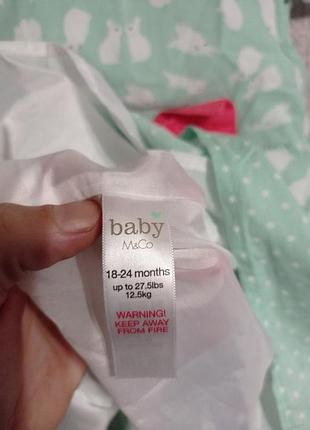 baby
M&Co
18-24 months
up to 27.5lbs
12.5kg
WARNING!
KEEP AWAY
FROM FIRE